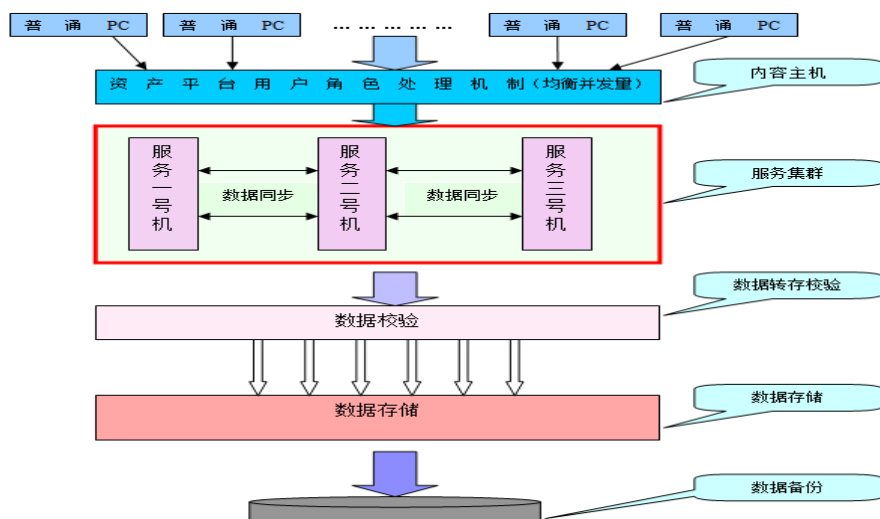 普 通 PC 普 通 PC … … … … 普 通 PC 普 通 PC
资 产 平 台 用 户 角 色 处 理 机 制（均衡并发量）
内容主机
服务一号机
数据同步
服务二号机
数据同步
服务三号机
服务集群
数据转存校验
数据校验
数据存储
数据存储
数据备份